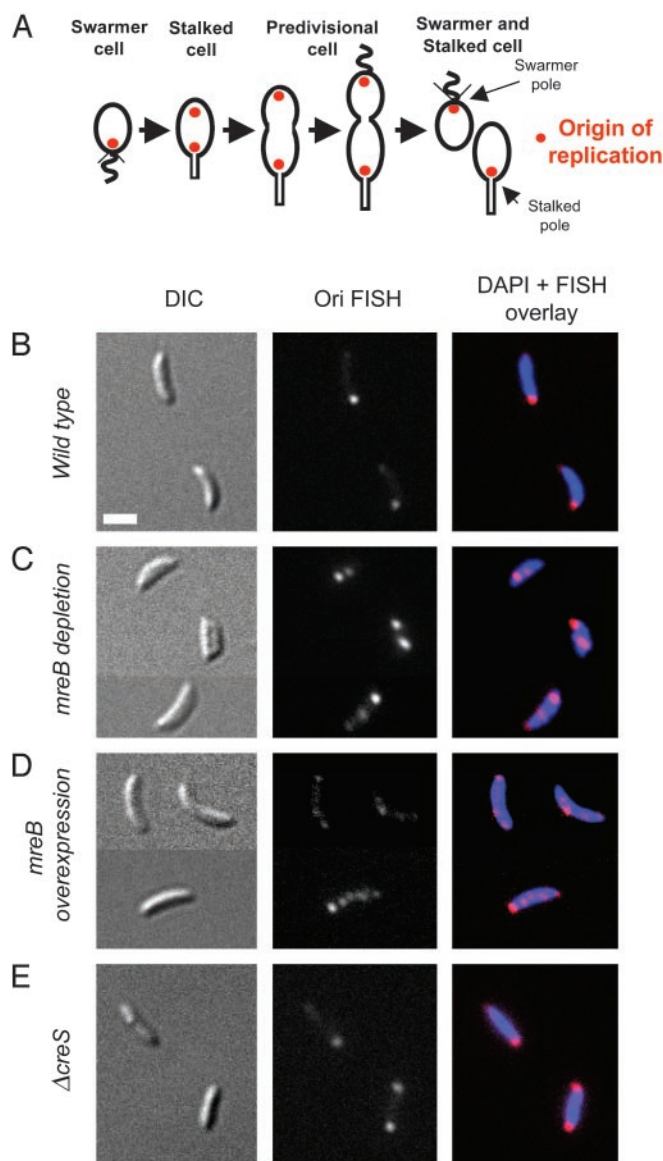 A
Swarmer
cell
Stalked
cell
Predivisional
cell
Swarmer and
Stalked cell
Swarmer
pole
Origin of
replication
Stalked
pole
DIC
Ori FISH
DAPI + FISH
overlay
B
Wild type
C
mreB depletion
D
mreB
overexpression
E
ΔcreS